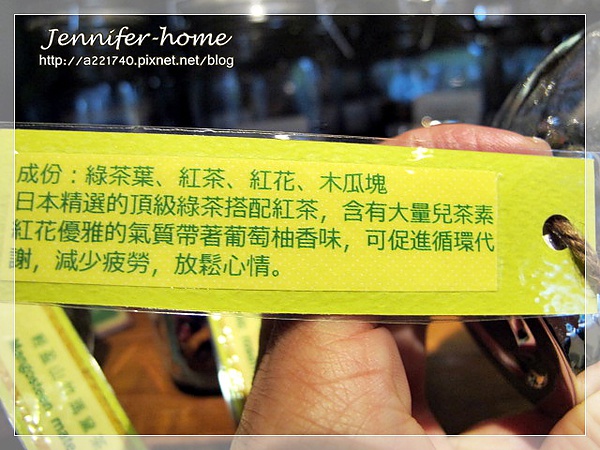 Jennifer-home
http://a221740.pixnet.net/blog
成份：綠茶葉、紅茶、紅花、木瓜塊
日本精選的頂級綠茶搭配紅茶，含有大量兒茶素
紅花優雅的氣質帶著葡萄柚香味，可促進循環代
謝，減少疲勞，放鬆心情。